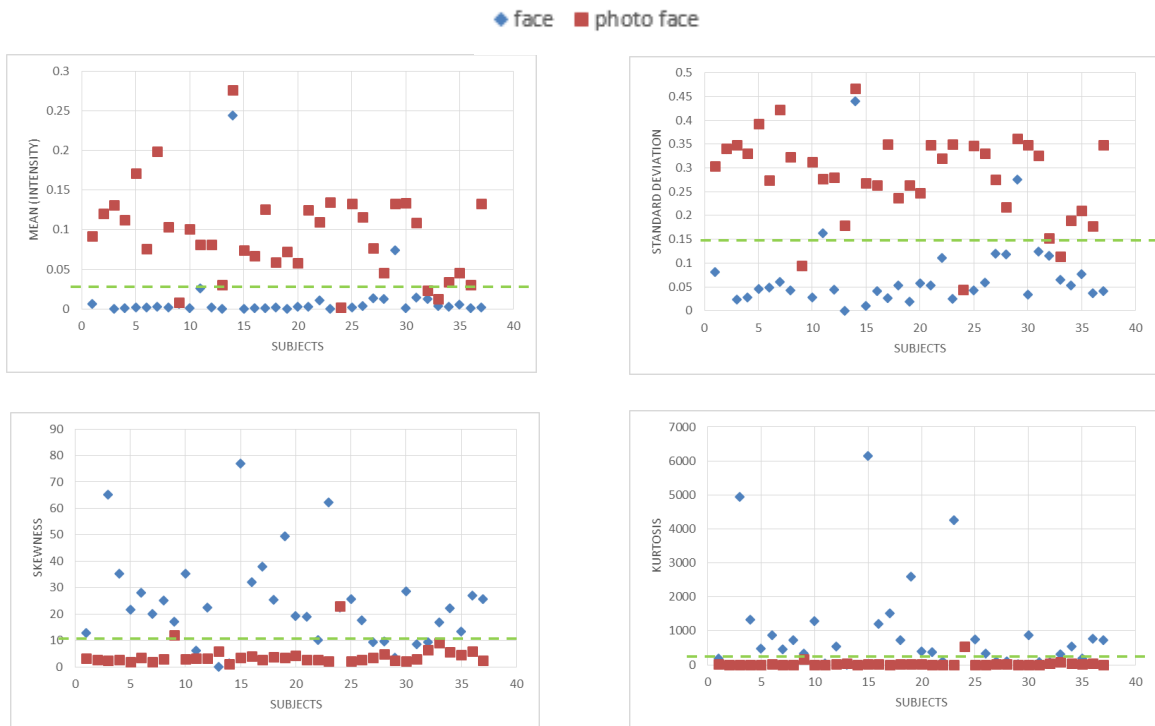 face photo face
0.3
0.25
0.2
0.15
0.1
0.05
0
MEAN (INTENSITY)
0 5 10 15 20 25 30 35 40
SUBJECTS
0.5
0.45
0.4
0.35
0.3
0.25
0.2
0.15
0.1
0.05
0
STANDARD DEVIATION
0 5 10 15 20 25 30 35 40
SUBJECTS
90
80
70
60
50
40
30
20
10
0
SKEWNESS
0 5 10 15 20 25 30 35 40
SUBJECTS
7000
6000
5000
4000
3000
2000
1000
0
KURTOSIS
0 5 10 15 20 25 30 35 40
SUBJECTS